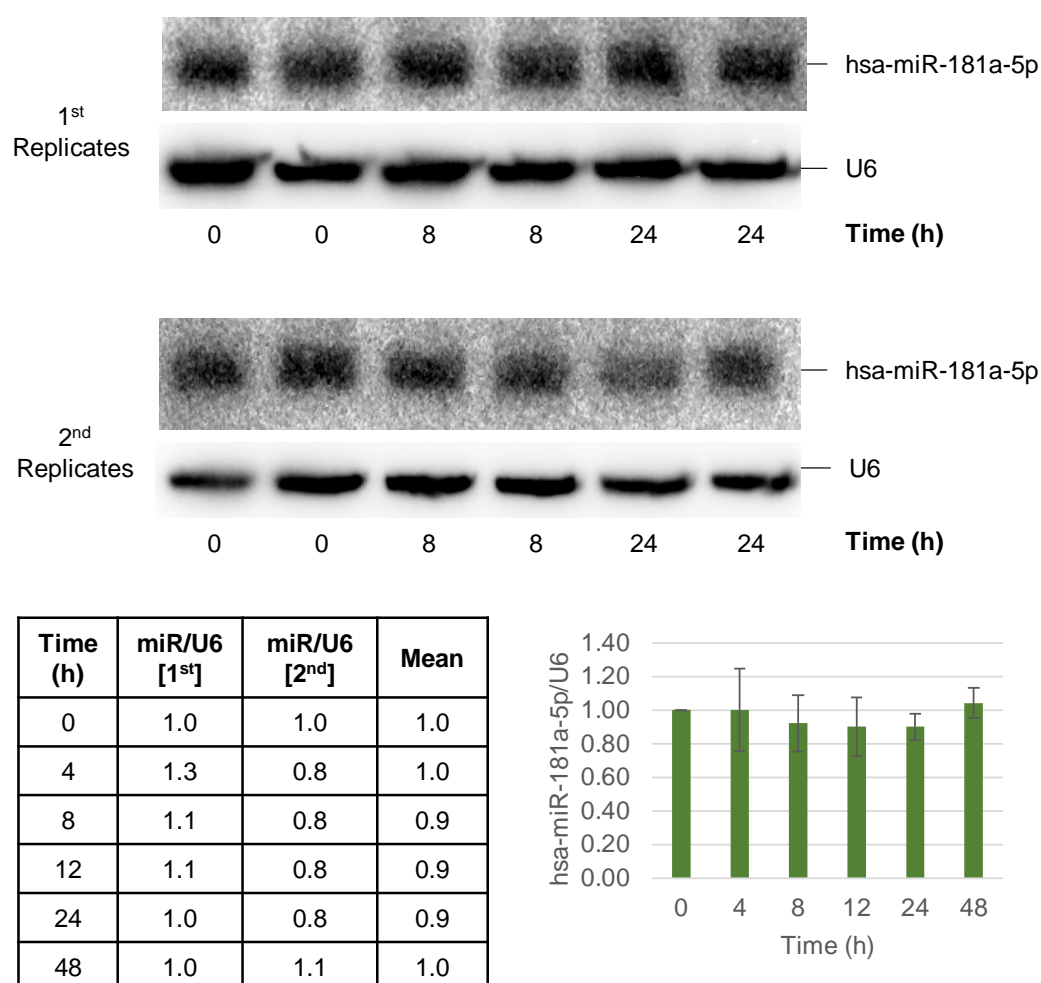 hsa-miR-181a-5p
1st
Replicates
U6
0 0 8 8 24 24 Time (h)
hsa-miR-181a-5p
2nd
Replicates
U6
0 0 8 8 24 24 Time (h)
Time (h) miR/U6 [1st] miR/U6 [2nd] Mean
0 1.0 1.0 1.0
4 1.3 0.8 1.0
8 1.1 0.8 0.9
12 1.1 0.8 0.9
24 1.0 0.8 0.9
48 1.0 1.1 1.0
hsa-miR-181a-5p/U6
1.40
1.20
1.00
0.80
0.60
0.40
0.20
0.00
0 4 8 12 24 48
Time (h)